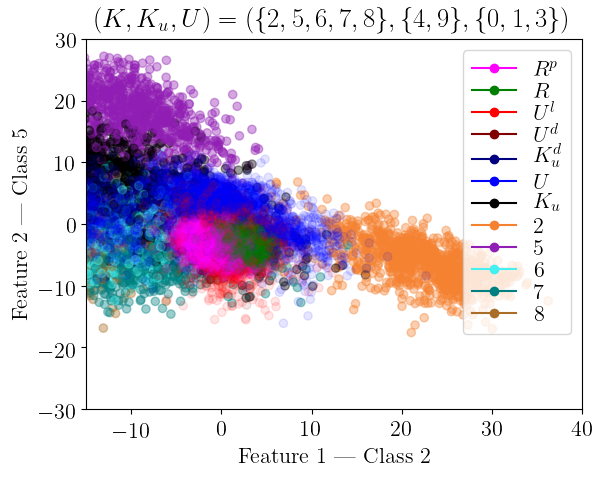 (K, K_u, U) = ({2, 5, 6, 7, 8}, {4, 9}, {0, 1, 3})
30
20
10
0
−10
−20
−30
Feature 2 — Class 5
R^p
R
U^l
U^d
K_u^d
U
K_u
2
5
6
7
8
−10
0
10
20
30
40
Feature 1 — Class 2